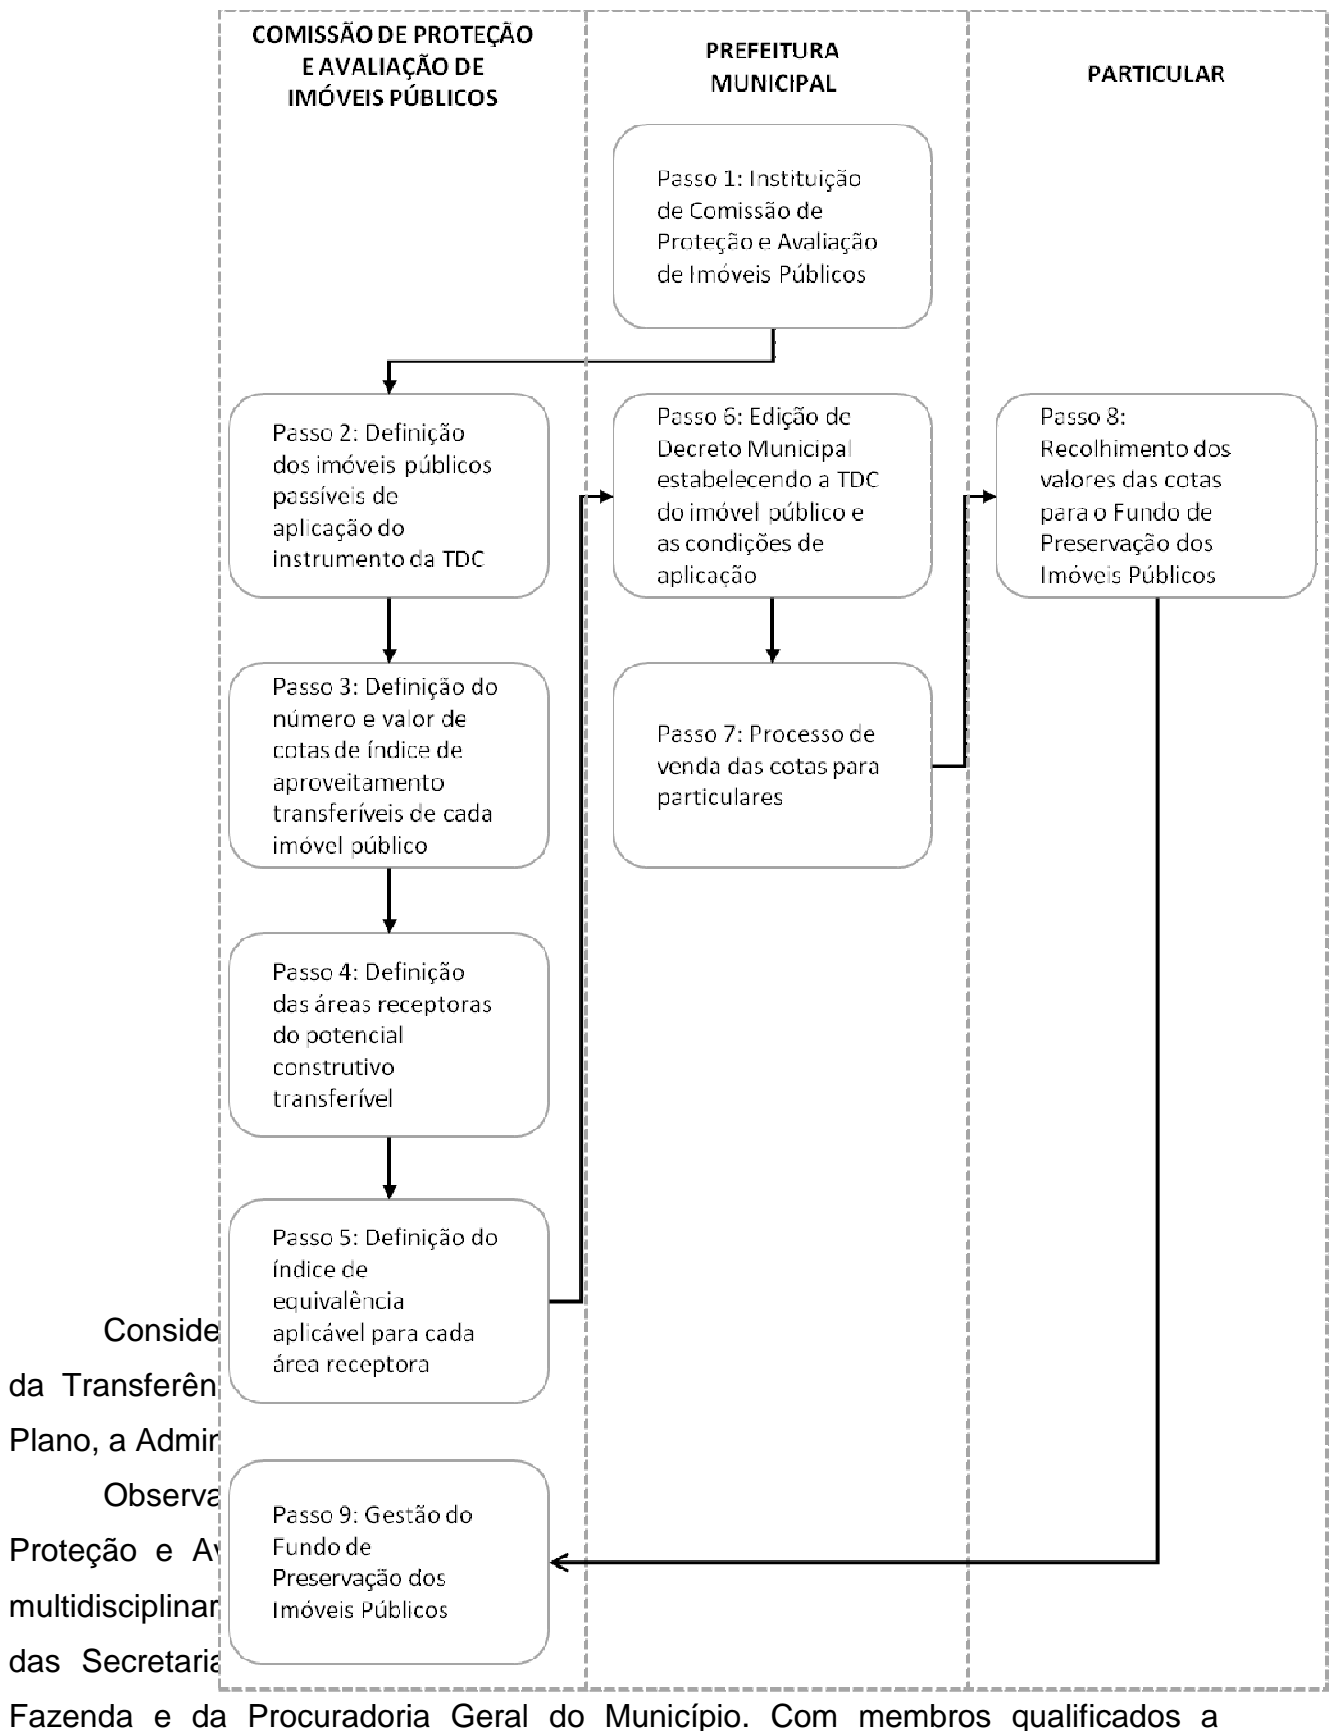 COMISSÃO DE PROTEÇÃO
E AVALIAÇÃO DE
IMÓVEIS PÚBLICOS
PREFEITURA
MUNICIPAL
PARTICULAR
Passo 1: Instituição
de Comissão de
Proteção e Avaliação
de Imóveis Públicos
Passo 2: Definição
dos imóveis públicos
passíveis de
aplicação do
instrumento da TDC
Passo 3: Definição do
número e valor de
cotas de índice de
aproveitamento
transferíveis de cada
imóvel público
Passo 4: Definição
das áreas receptoras
do potencial
construtivo
transferível
Passo 5: Definição do
índice de
equivalência
aplicável para cada
área receptora
Passo 6: Edição de
Decreto Municipal
estabelecendo a TDC
do imóvel público e
as condições de
aplicação
Passo 7: Processo de
venda das cotas para
particulares
Passo 8:
Recolhimento dos
valores das cotas
para o Fundo de
Preservação dos
Imóveis Públicos
Passo 9: Gestão do
Fundo de
Preservação dos
Imóveis Públicos
Conside
da Transferên
Plano, a Admin
Observa
Proteção e Av
multidisciplinar
das Secretaria
Fazenda e da Procuradoria Geral do Município. Com membros qualificados a